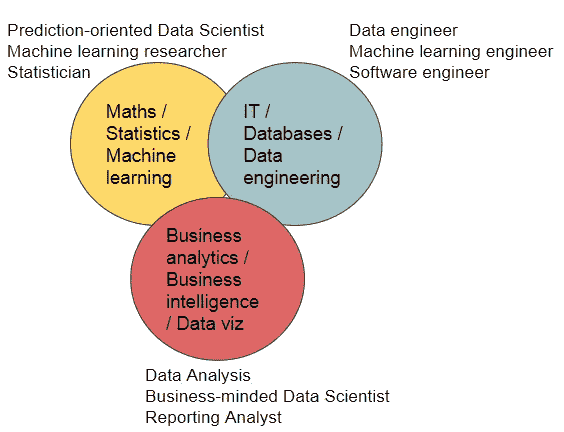 Prediction-oriented Data Scientist
Machine learning researcher
Statistician
Data engineer
Machine learning engineer
Software engineer
Maths /
Statistics /
Machine
learning
IT /
Databases /
Data
engineering
Business
analytics /
Business
intelligence
/ Data viz
Data Analysis
Business-minded Data Scientist
Reporting Analyst